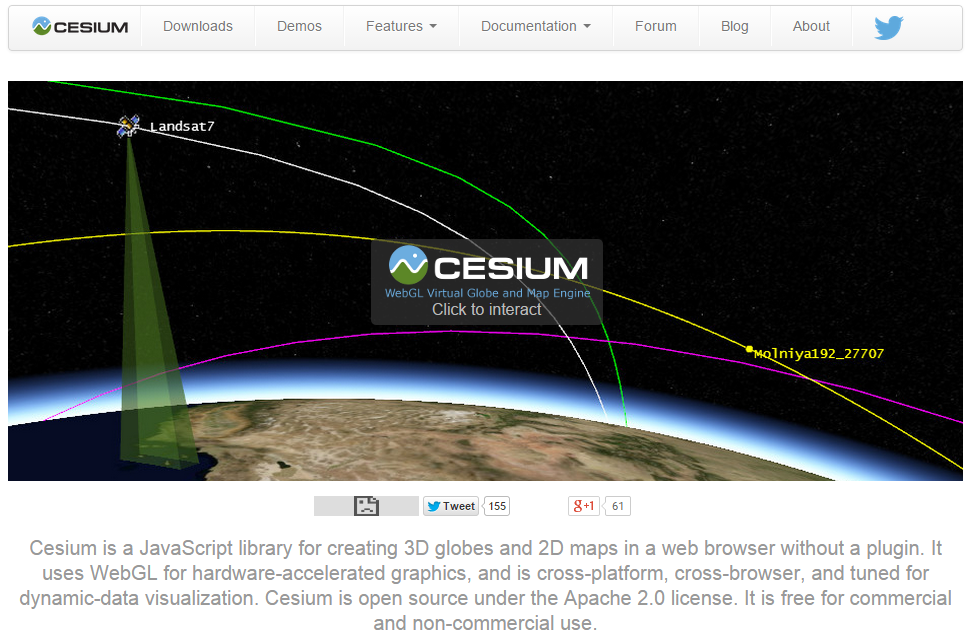 CESIUM Downloads Demos Features Documentation Forum Blog About
Landsat7
CESIUM
WebGL Virtual Globe and Map Engine
Click to interact
Molniya192_27707
Tweet 155 g+1 61
Cesium is a JavaScript library for creating 3D globes and 2D maps in a web browser without a plugin. It
uses WebGL for hardware-accelerated graphics, and is cross-platform, cross-browser, and tuned for
dynamic-data visualization. Cesium is open source under the Apache 2.0 license. It is free for commercial
and non-commercial use.